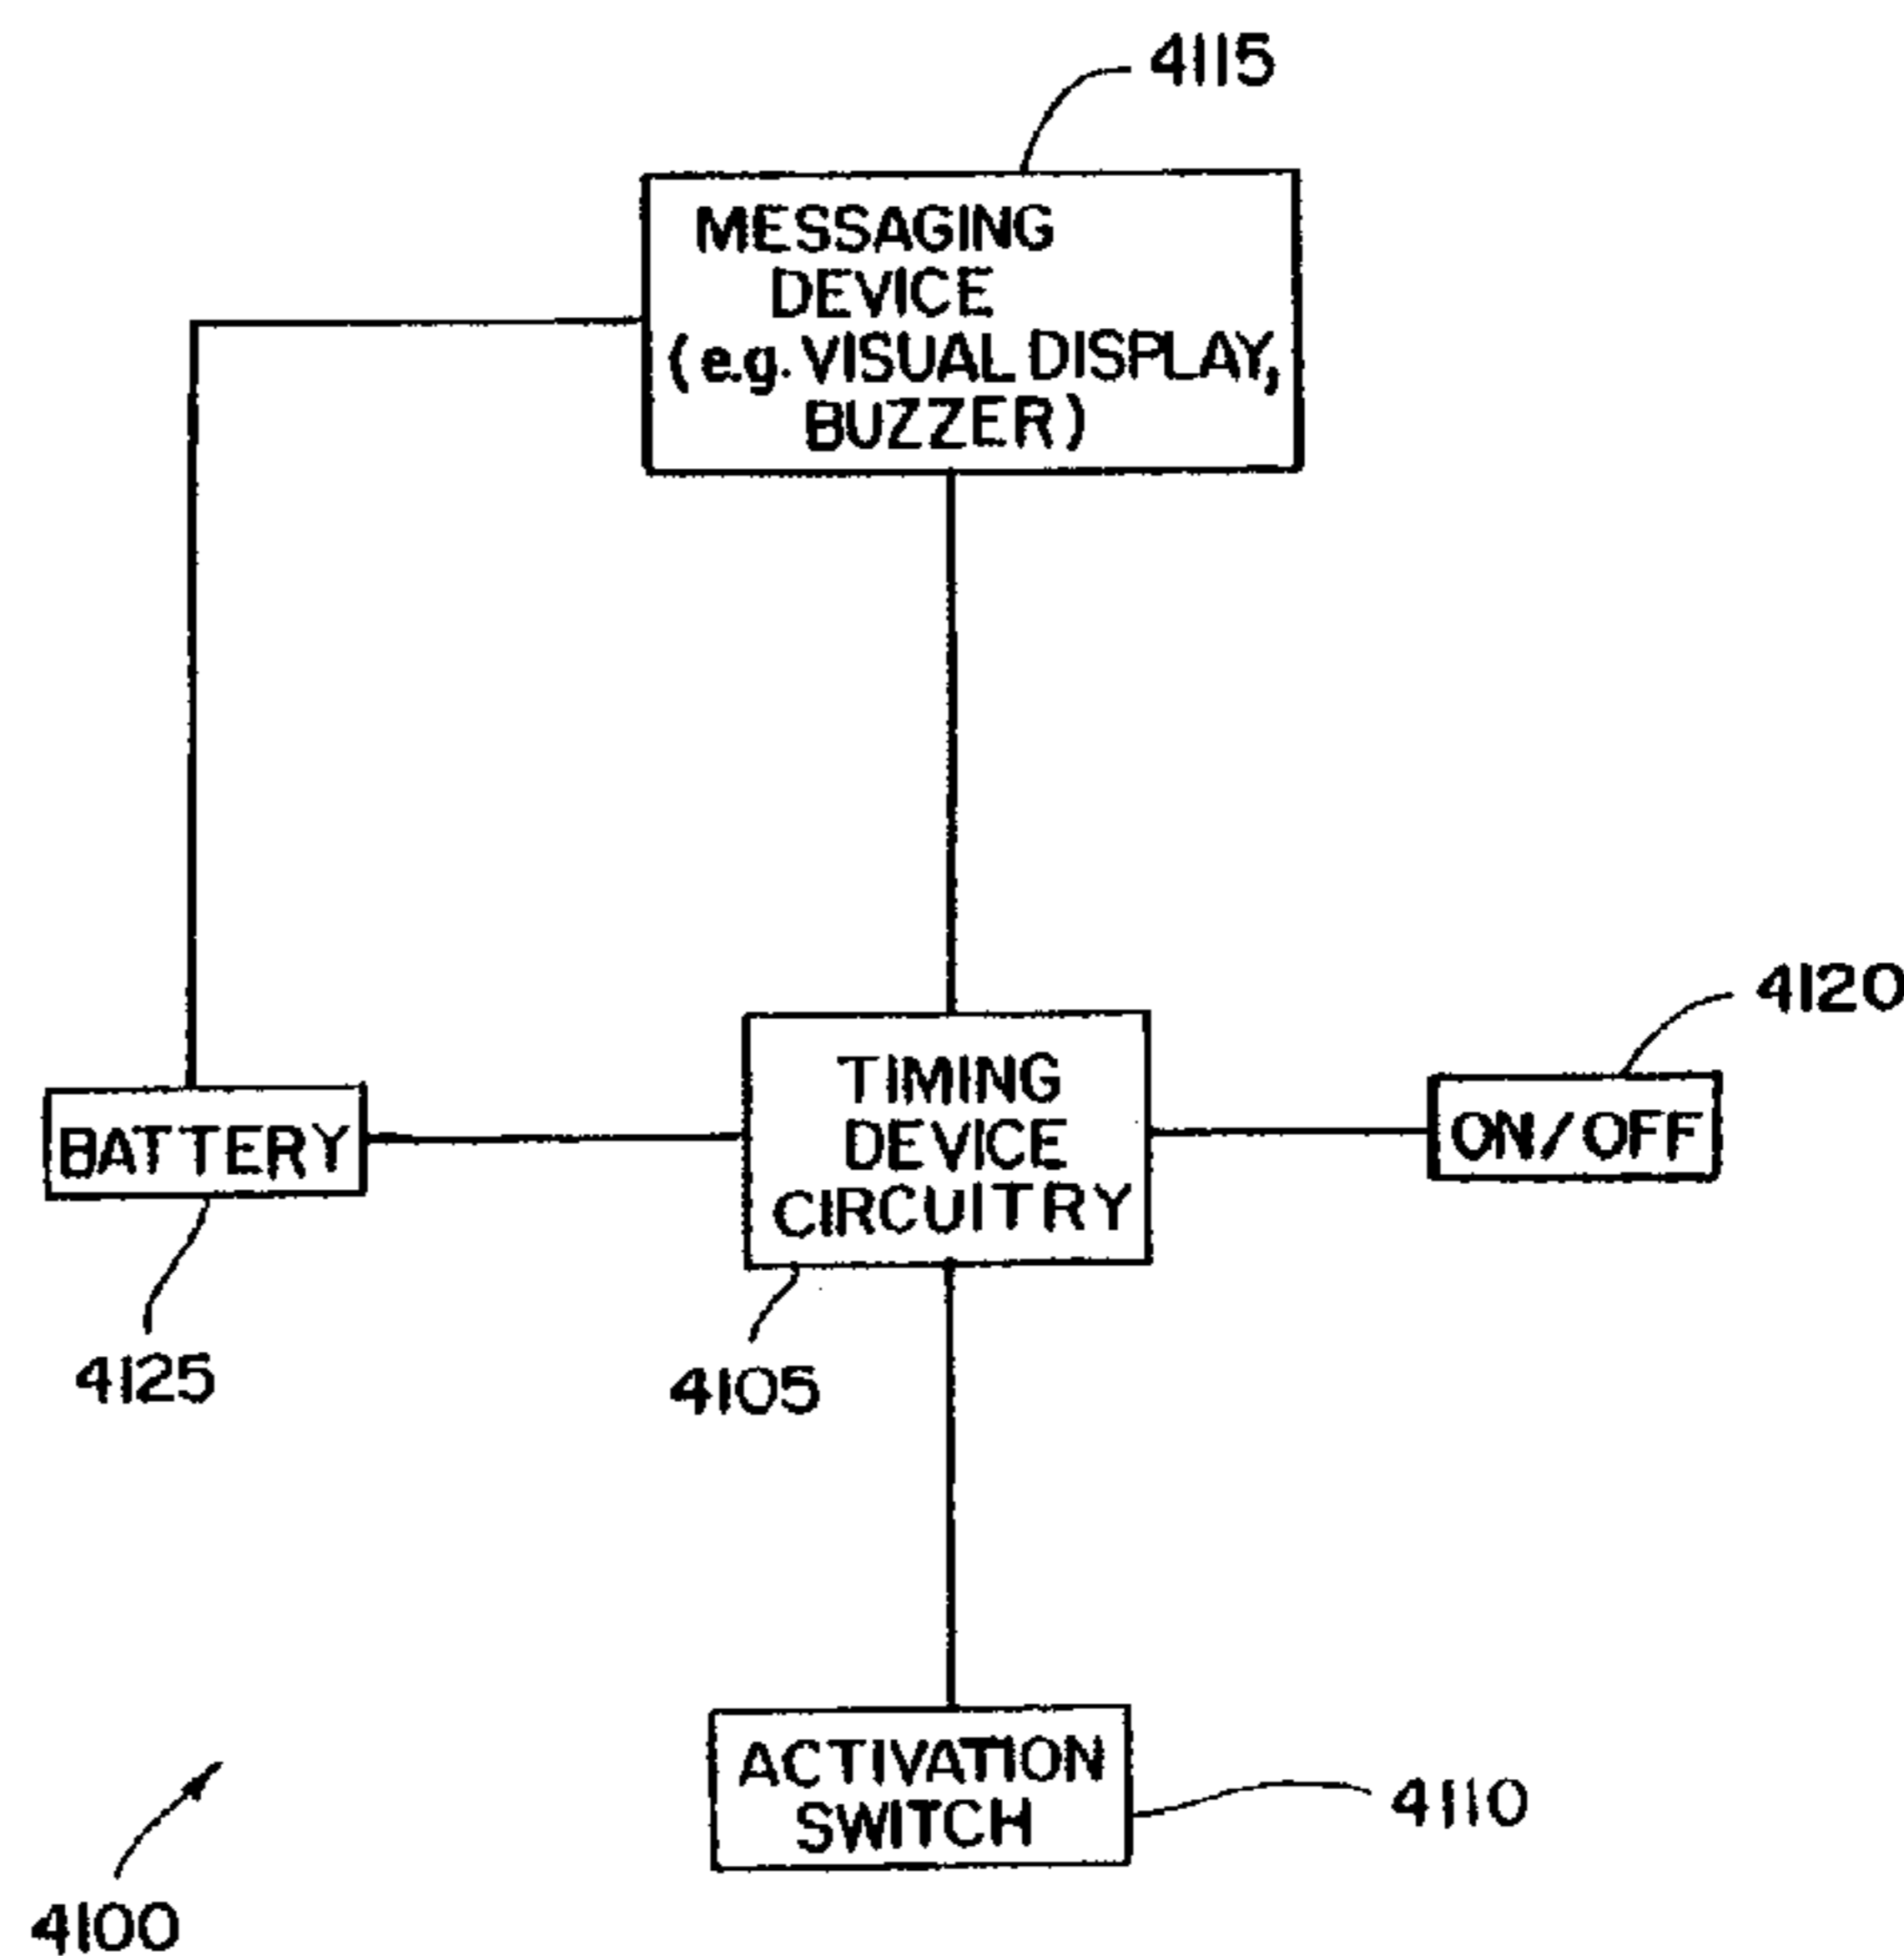 4115
MESSAGING
DEVICE
(e.g. VISUAL DISPLAY,
BUZZER)
4120
TIMING
DEVICE
CIRCUITRY
ON/OFF
BATTERY
4125
4105
ACTIVATION
SWITCH
4110
4100